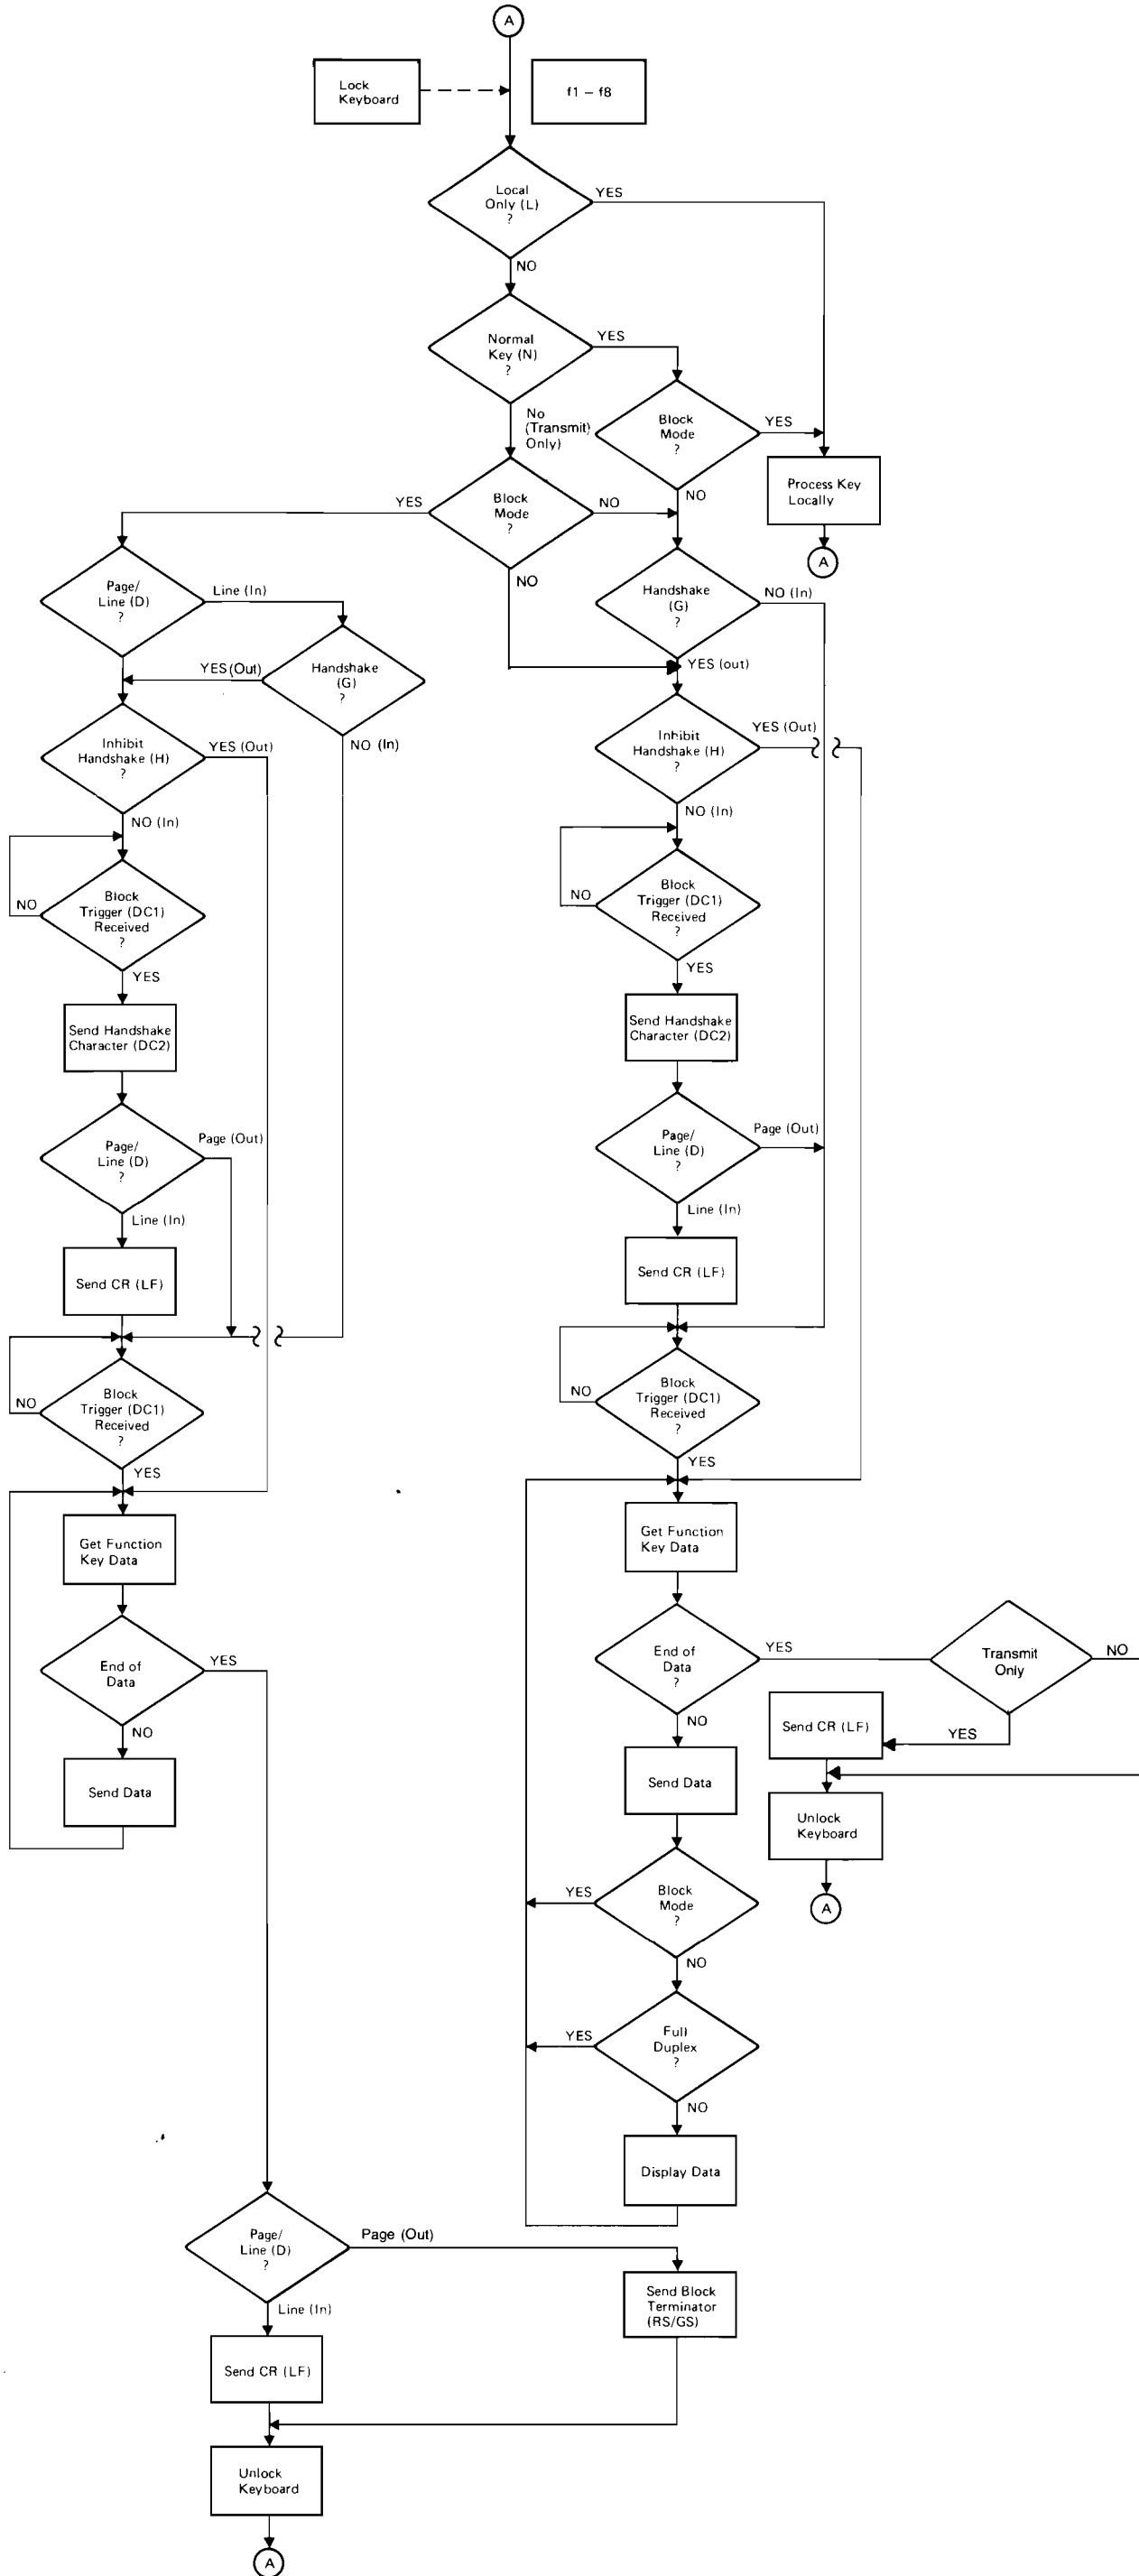 A
Lock
Keyboard
f1 – f8
Local
Only (L)
?
YES
NO
Normal
Key (N)
?
YES
No
(Transmit)
Only)
Block
Mode
?
YES
NO
Process Key
Locally
A
YES
Block
Mode
?
NO
NO
Page/
Line (D)
?
Line (In)
Handshake
(G)
?
NO (In)
YES (out)
YES (Out)
Handshake
(G)
?
NO (In)
Inhibit
Handshake (H)
?
YES (Out)
NO (In)
Inhibit
Handshake (H)
?
YES (Out)
NO (In)
NO
Block
Trigger (DC1)
Received
?
YES
NO
Block
Trigger (DC1)
Received
?
YES
Send Handshake
Character (DC2)
Send Handshake
Character (DC2)
Page/
Line (D)
?
Page (Out)
Line (In)
Page/
Line (D)
?
Page (Out)
Line (In)
Send CR (LF)
Send CR (LF)
NO
Block
Trigger (DC1)
Received
?
YES
NO
Block
Trigger (DC1)
Received
?
YES
Get Function
Key Data
Get Function
Key Data
End of
Data
YES
NO
End of
Data
?
YES
NO
Transmit
Only
NO
YES
Send CR (LF)
Send Data
Send Data
Unlock
Keyboard
A
YES
Block
Mode
?
NO
YES
Full
Duplex
?
NO
Display Data
Page/
Line (D)
?
Page (Out)
Line (In)
Send Block
Terminator
(RS/GS)
Send CR (LF)
Unlock
Keyboard
A